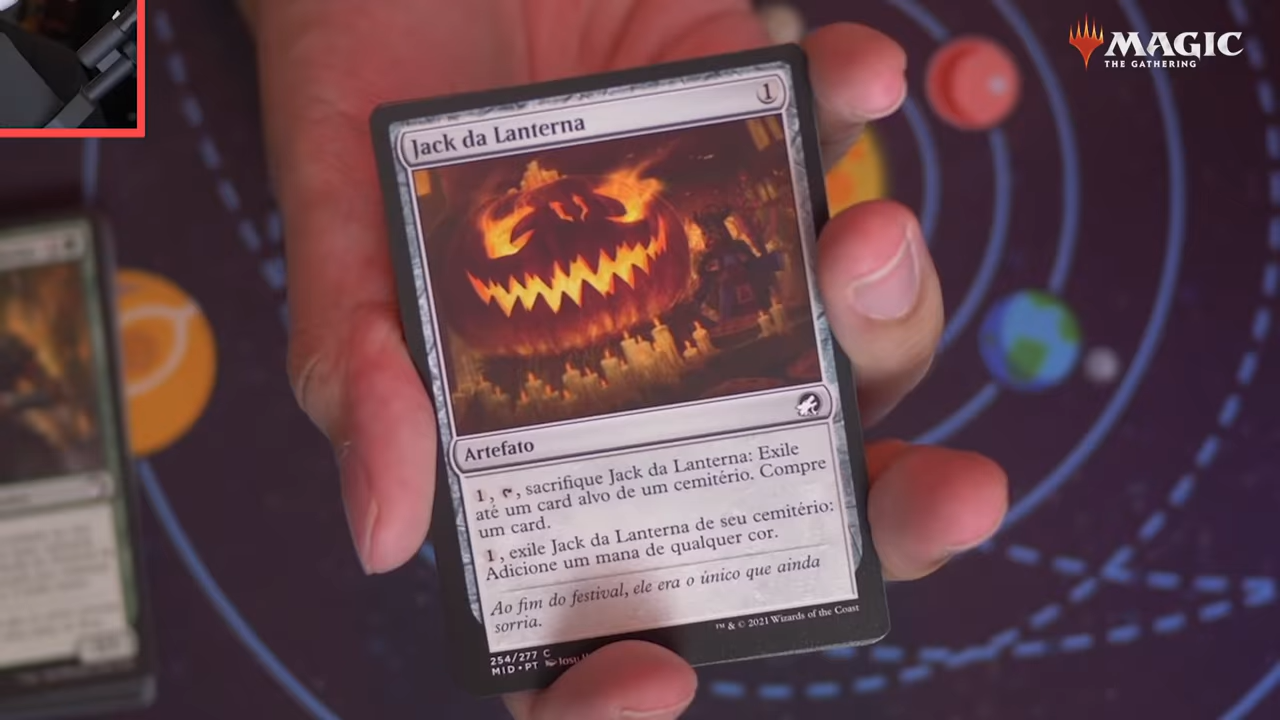 MAGIC
THE GATHERING
Jack da Lanterna
1
Artefato
1, , sacrifique Jack da Lanterna: Exile
até um card alvo de um cemitério. Compre
um card.
1, exile Jack da Lanterna de seu cemitério:
Adicione um mana de qualquer cor.
Ao fim do festival, ele era o único que ainda
sorria.
™ & © 2021 Wizards of the Coast
254/277 C
MID • PT